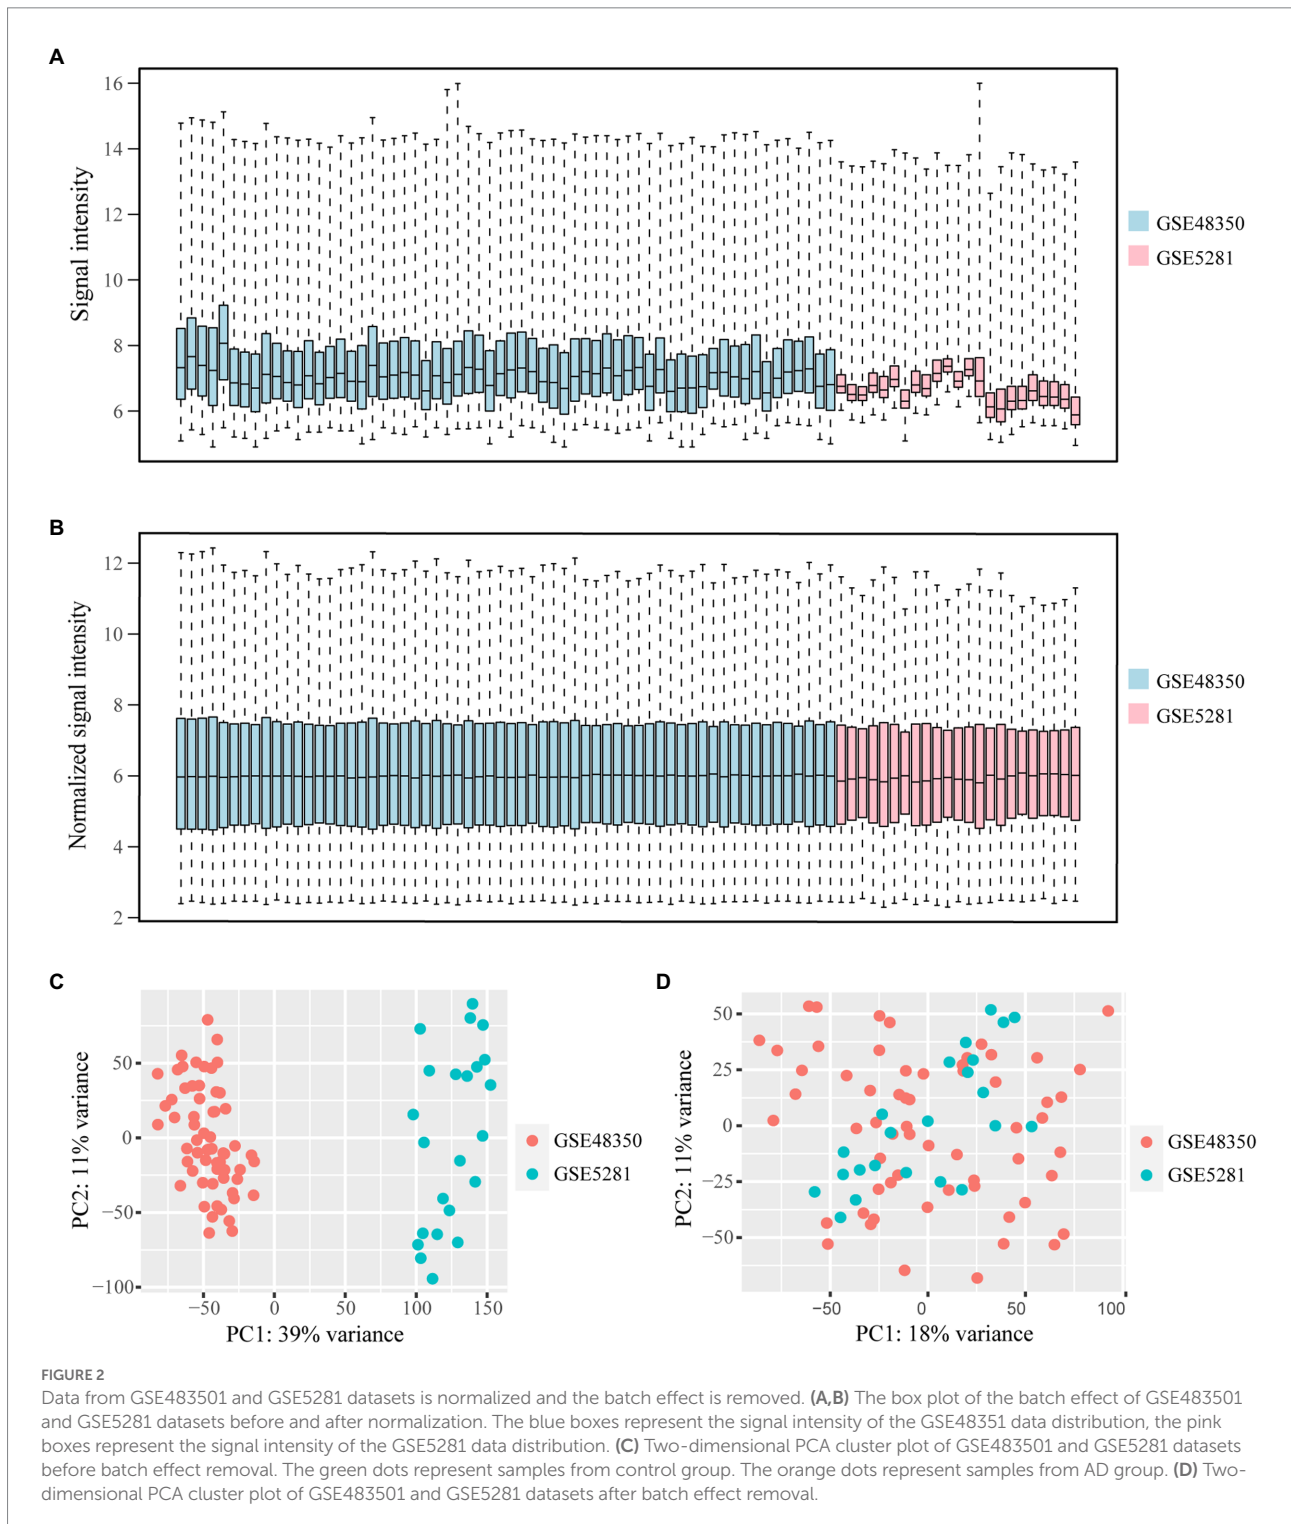 A
16
14
12
10
8
6
Signal intensity
GSE48350
GSE5281
B
12
10
8
6
4
2
Normalized signal intensity
GSE48350
GSE5281
C
50
0
−50
−100
PC2: 11% variance
−50 0 50 100 150
PC1: 39% variance
GSE48350
GSE5281
D
50
25
0
−25
−50
PC2: 11% variance
−50 0 50 100
PC1: 18% variance
GSE48350
GSE5281
FIGURE 2
Data from GSE483501 and GSE5281 datasets is normalized and the batch effect is removed. (A,B) The box plot of the batch effect of GSE483501
and GSE5281 datasets before and after normalization. The blue boxes represent the signal intensity of the GSE48351 data distribution, the pink
boxes represent the signal intensity of the GSE5281 data distribution. (C) Two-dimensional PCA cluster plot of GSE483501 and GSE5281 datasets
before batch effect removal. The green dots represent samples from control group. The orange dots represent samples from AD group. (D) Two-
dimensional PCA cluster plot of GSE483501 and GSE5281 datasets after batch effect removal.